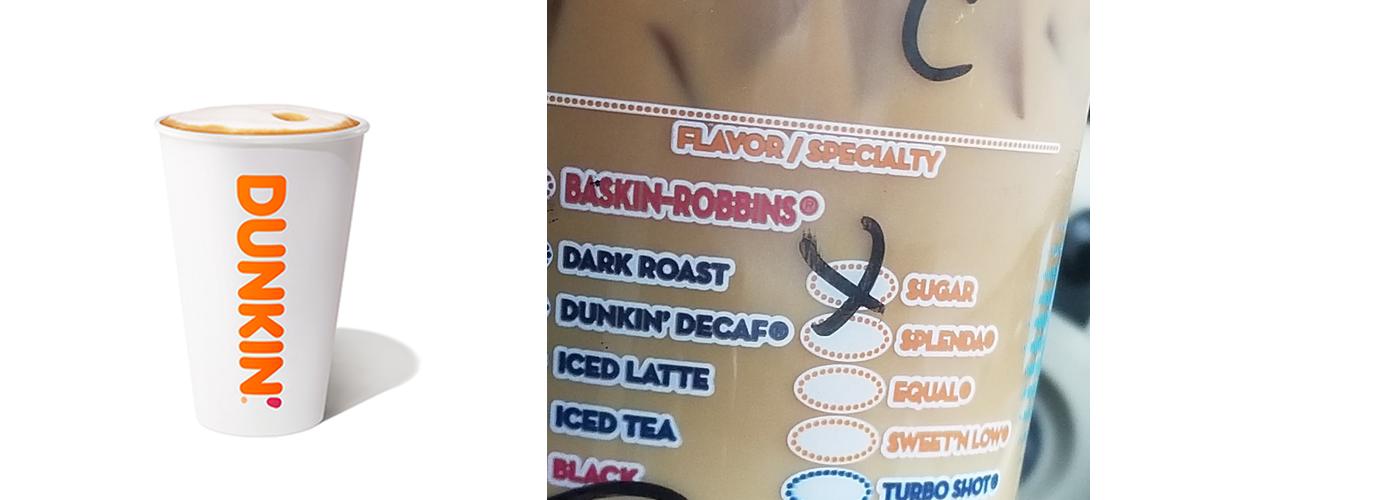 DUNKIN'
C
FLAVOR / SPECIALTY
BASKIN-ROBBINS®
DARK ROAST
X SUGAR
DUNKIN' DECAF®
SPLENDA®
ICED LATTE
EQUAL®
ICED TEA
SWEET'N LOW®
BLACK
TURBO SHOT®